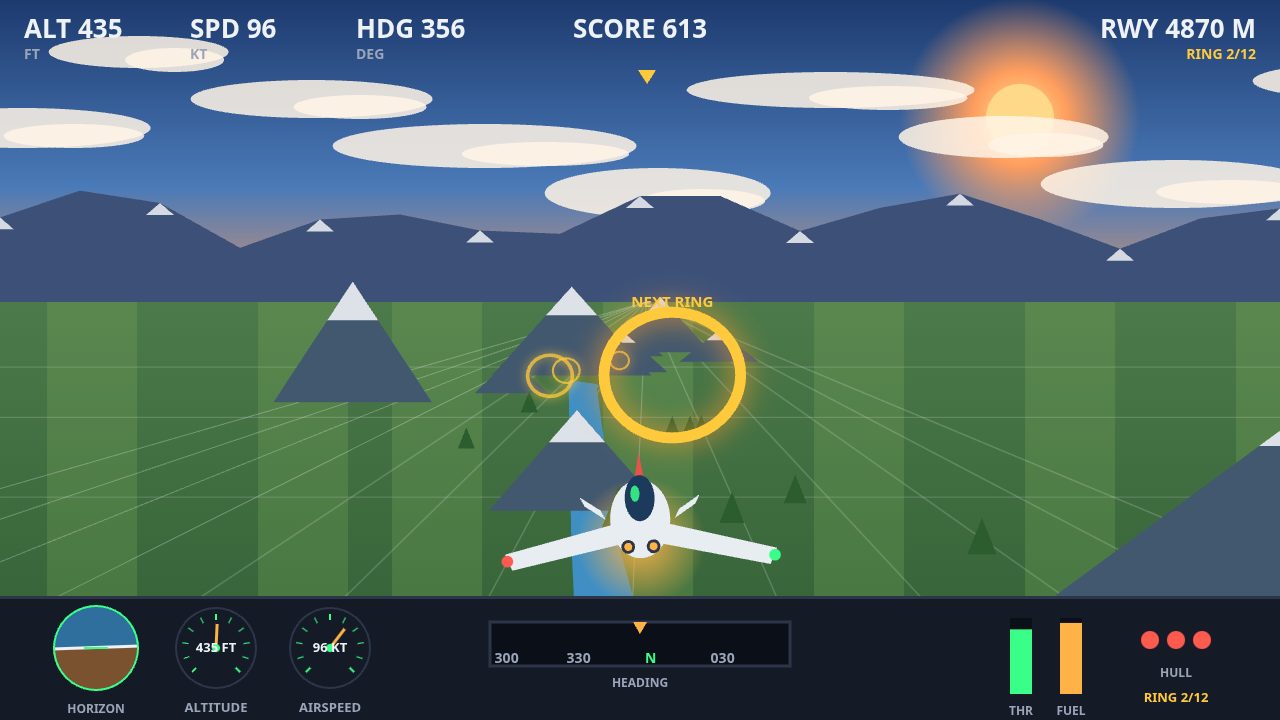 ALT 435 SPD 96 HDG 356 SCORE 613 RWY 4870 M
FT KT DEG RING 2/12
NEXT RING
435 FT 96 KT
300 330 N 030
HORIZON ALTITUDE AIRSPEED HEADING THR FUEL HULL
RING 2/12